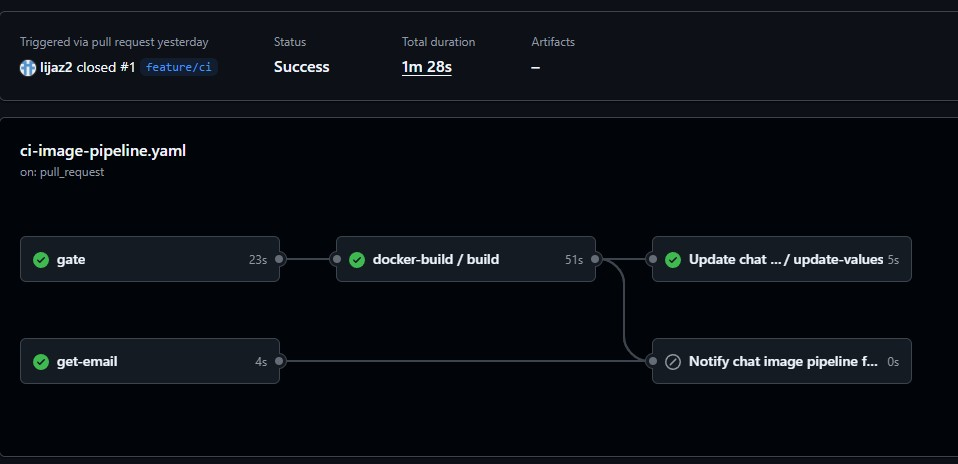 Triggered via pull request yesterday
lijaz2 closed #1 feature/ci
Status
Success
Total duration
1m 28s
Artifacts
–
ci-image-pipeline.yaml
on: pull_request
gate 23s
docker-build / build 51s
Update chat ... / update-values 5s
get-email 4s
Notify chat image pipeline f... 0s